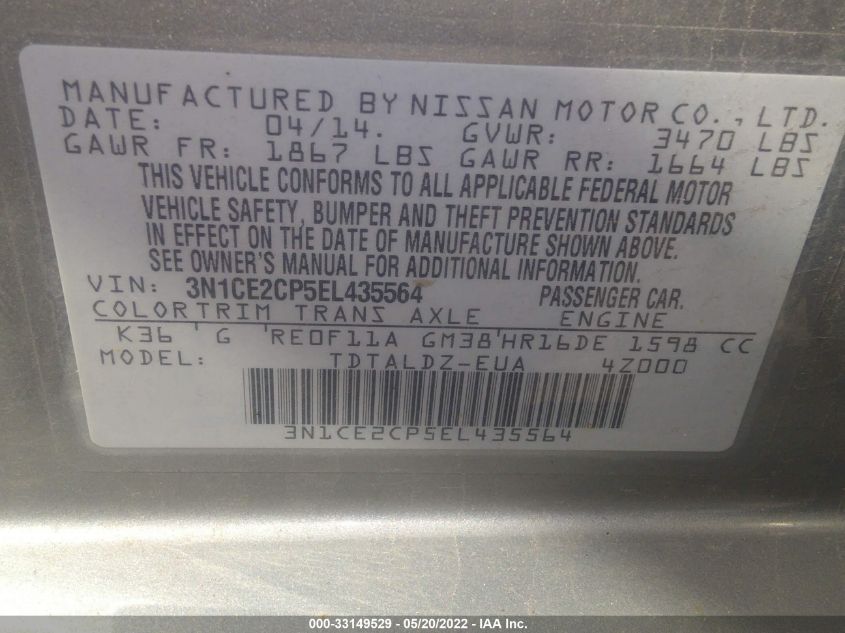 MANUFACTURED BY NISSAN MOTOR CO., LTD.
DATE: 04/14. GVWR: 3470 LBS
GAWR FR: 1867 LBS GAWR RR: 1664 LBS
THIS VEHICLE CONFORMS TO ALL APPLICABLE FEDERAL MOTOR
VEHICLE SAFETY, BUMPER AND THEFT PREVENTION STANDARDS
IN EFFECT ON THE DATE OF MANUFACTURE SHOWN ABOVE.
SEE OWNER'S MANUAL FOR ADDITIONAL INFORMATION.
VIN: 3N1CE2CP5EL435564 PASSENGER CAR.
COLOR TRIM TRANS AXLE ENGINE
K36 ' G 'RE0F11A GM38'HR16DE 1598 CC
MODEL: TDTALDZ-EUA 4Z000
3N1CE2CP5EL435564
000-33149529 - 05/20/2022 - IAA Inc.